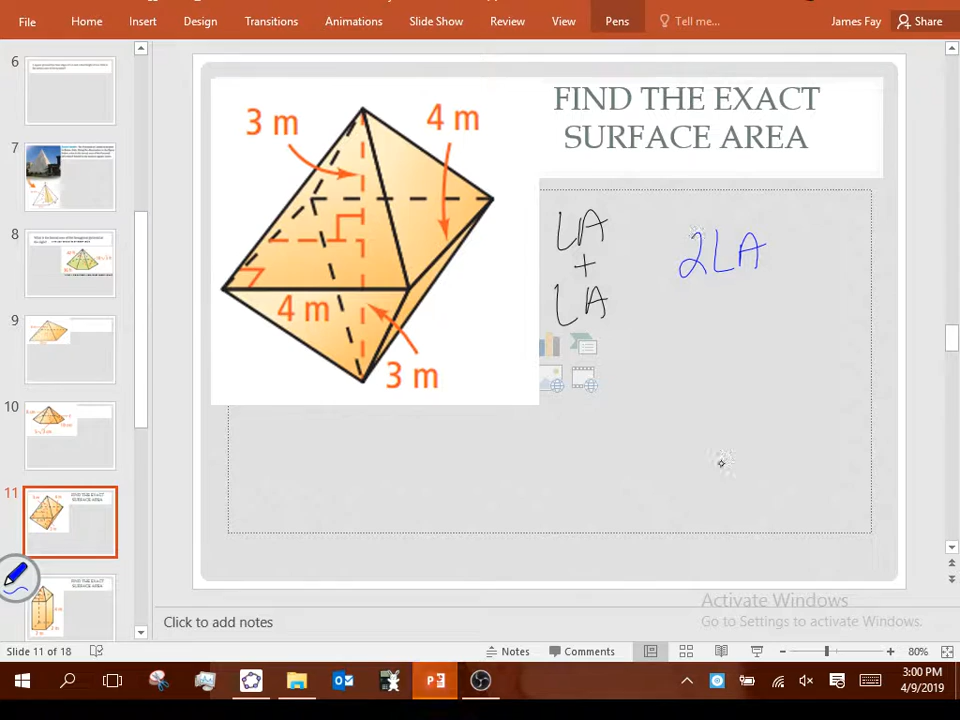 File Home Insert Design Transitions Animations Slide Show Review View Pens Tell me... James Fay Share
6
7
8
9
10
11
FIND THE EXACT
SURFACE AREA
3 m
4 m
4 m
3 m
LA
+
LA
2LA
Click to add notes
Activate Windows
Go to Settings to activate Windows.
Slide 11 of 18 Notes Comments 80%
3:00 PM
4/9/2019